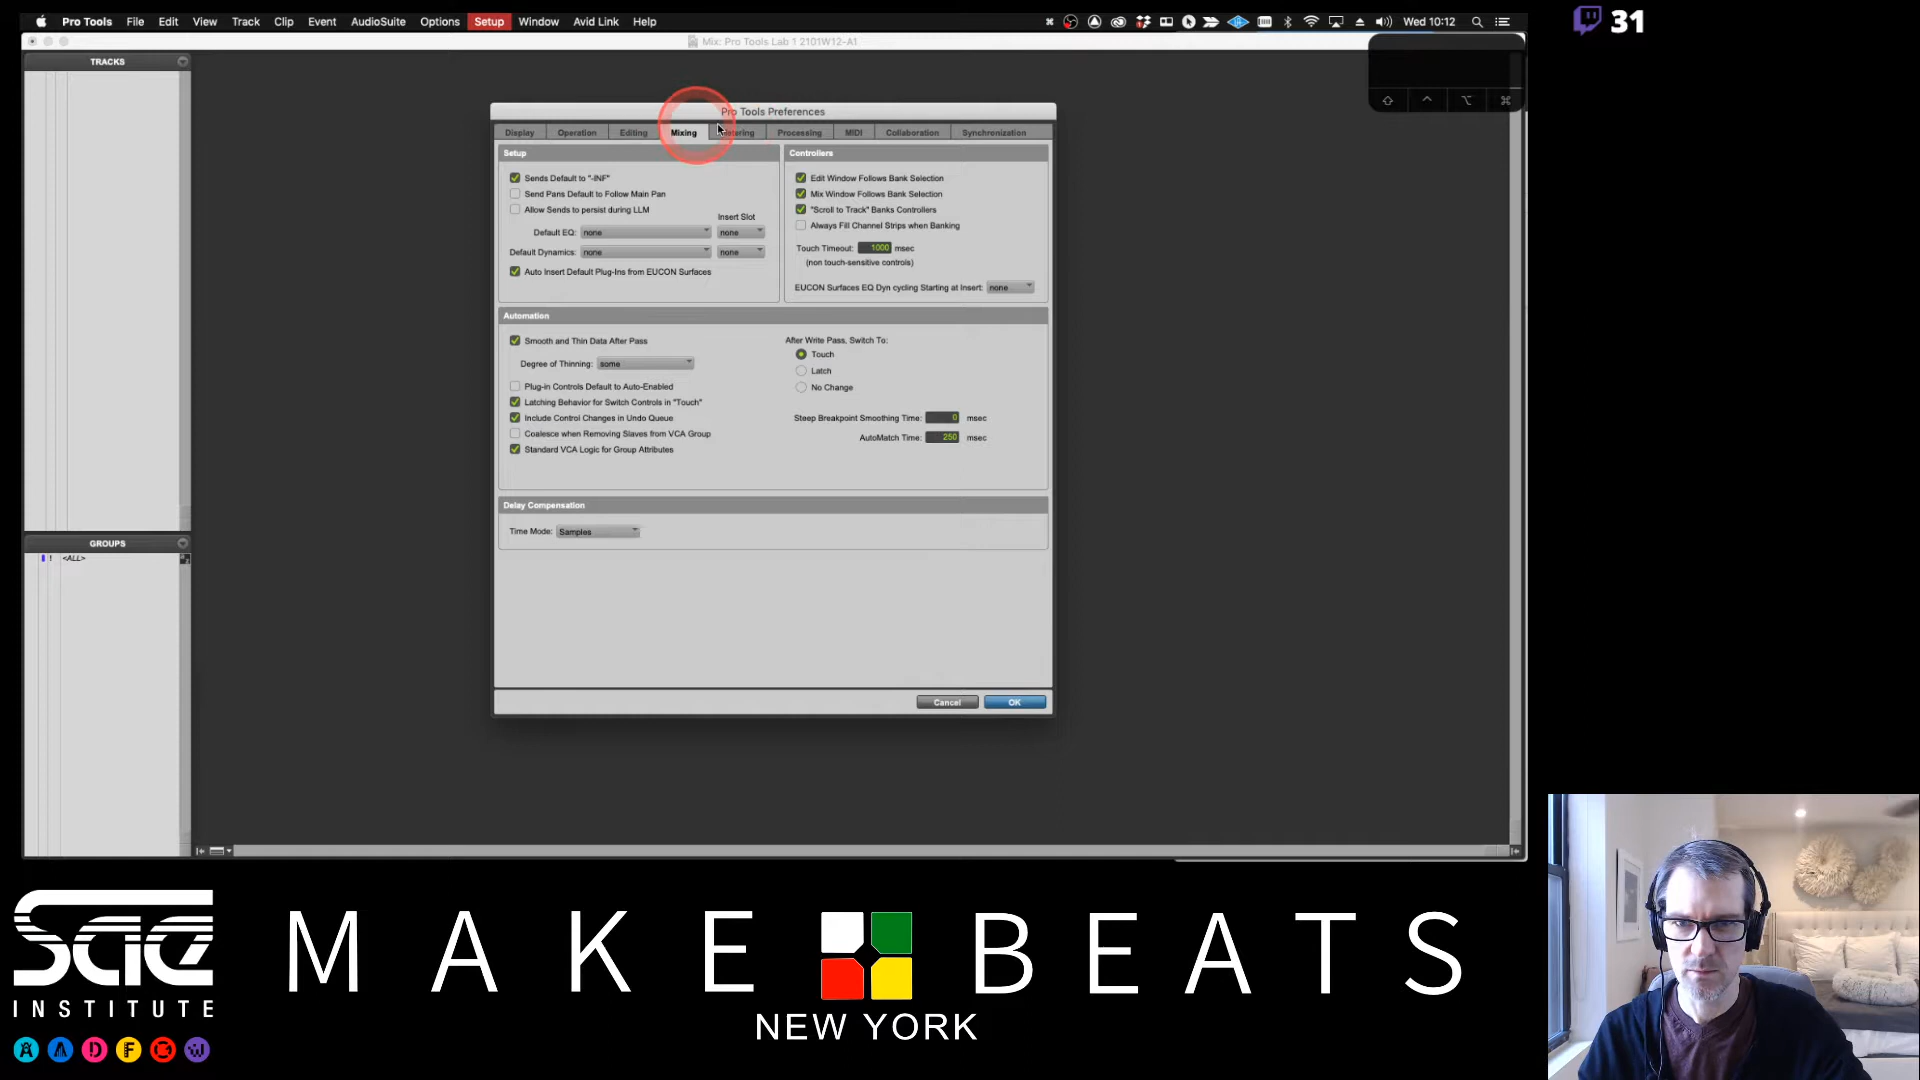 Pro Tools File Edit View Track Clip Event AudioSuite Options Setup Window Avid Link Help
Wed 10:12
31
Mix: Pro Tools Lab 1 2101W12-A1
TRACKS
Pro Tools Preferences
Display Operation Editing Mixing Metering Processing MIDI Collaboration Synchronization
Setup
Sends Default to "-INF"
Send Pans Default to Follow Main Pan
Allow Sends to persist during LLM
Insert Slot
Default EQ: none none
Default Dynamics: none none
Auto Insert Default Plug-Ins from EUCON Surfaces
Controllers
Edit Window Follows Bank Selection
Mix Window Follows Bank Selection
"Scroll to Track" Banks Controllers
Always Fill Channel Strips when Banking
Touch Timeout: 1000 msec
(non touch-sensitive controls)
EUCON Surfaces EQ Dyn cycling Starting at Insert: none
Automation
Smooth and Thin Data After Pass
Degree of Thinning: some
Plug-in Controls Default to Auto-Enabled
Latching Behavior for Switch Controls in "Touch"
Include Control Changes in Undo Queue
Coalesce when Removing Slaves from VCA Group
Standard VCA Logic for Group Attributes
After Write Pass, Switch To:
Touch
Latch
No Change
Steep Breakpoint Smoothing Time: 0 msec
AutoMatch Time: 250 msec
Delay Compensation
Time Mode: Samples
Cancel OK
GROUPS
! <ALL>
sae
INSTITUTE
A A D F W
MAKE BEATS
NEW YORK